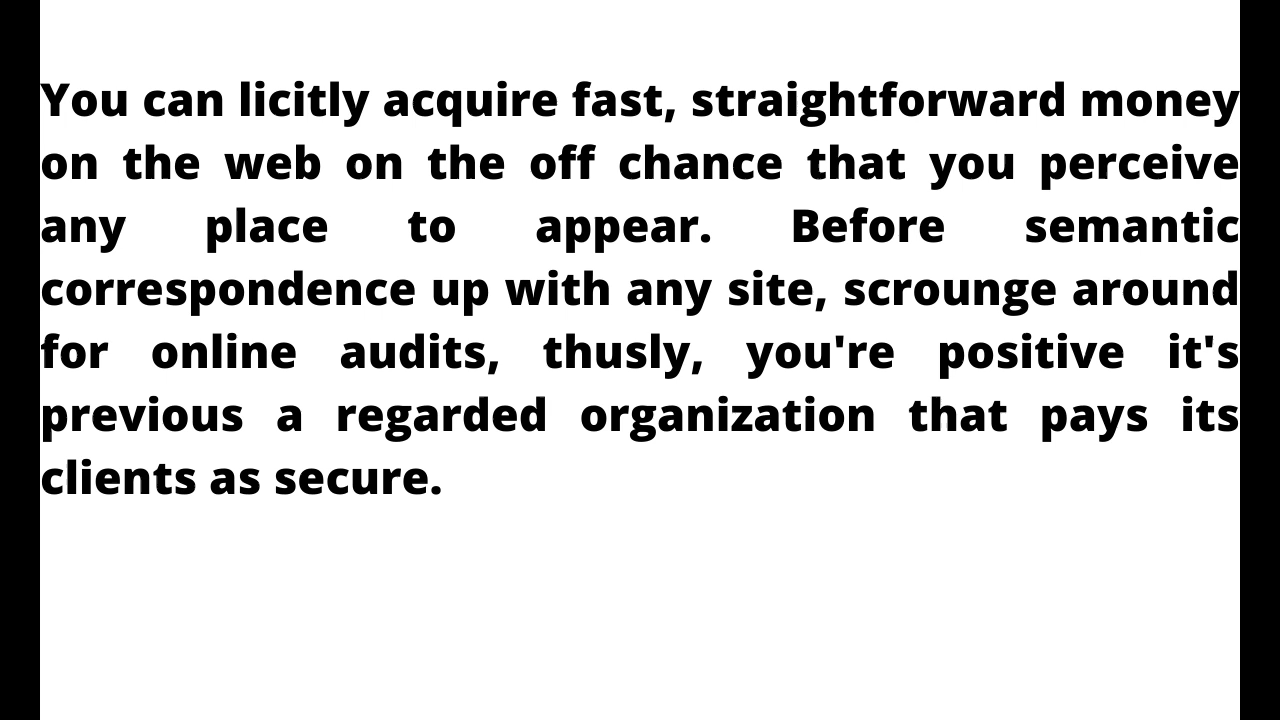 You can licitly acquire fast, straightforward money
on the web on the off chance that you perceive
any place to appear. Before semantic
correspondence up with any site, scrounge around
for online audits, thusly, you're positive it's
previous a regarded organization that pays its
clients as secure.